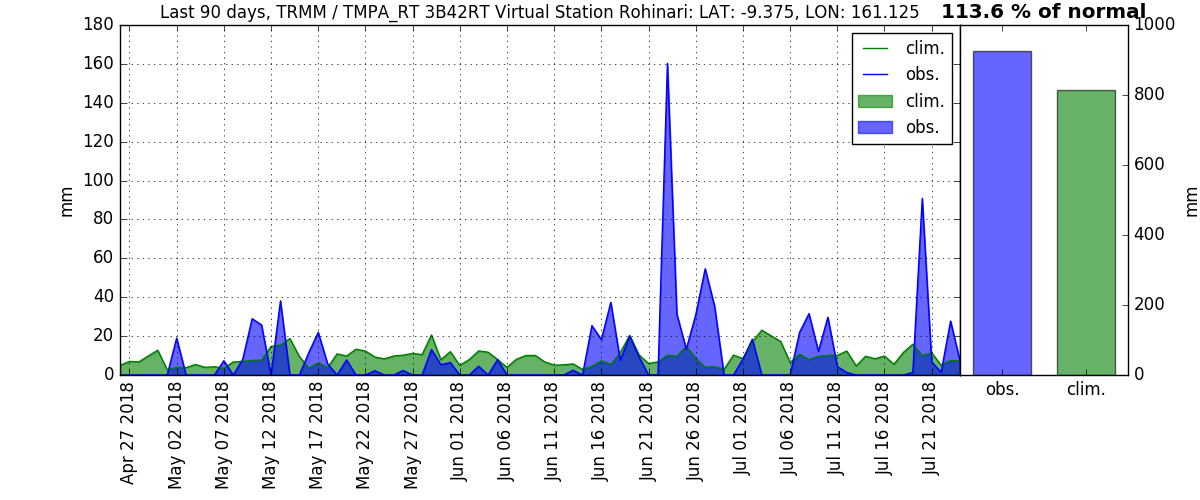 Last 90 days, TRMM / TMPA_RT 3B42RT Virtual Station Rohinari: LAT: -9.375, LON: 161.125
113.6 % of normal
180
160
140
120
100
80
60
40
20
0
mm
clim.
obs.
clim.
obs.
Apr 27 2018
May 02 2018
May 07 2018
May 12 2018
May 17 2018
May 22 2018
May 27 2018
Jun 01 2018
Jun 06 2018
Jun 11 2018
Jun 16 2018
Jun 21 2018
Jun 26 2018
Jul 01 2018
Jul 06 2018
Jul 11 2018
Jul 16 2018
Jul 21 2018
1000
800
600
400
200
0
mm
obs.
clim.